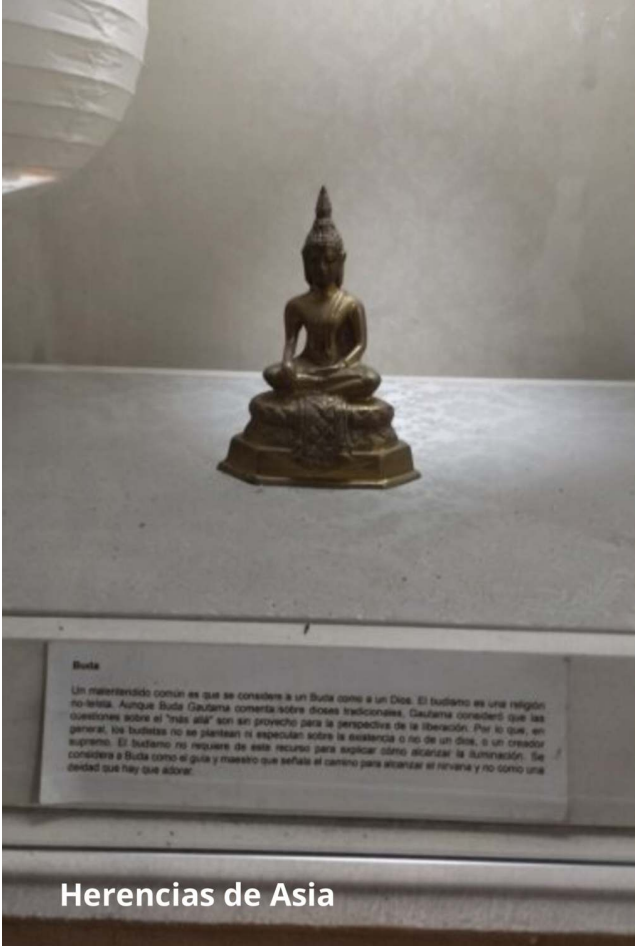 Buda
Un malentendido común es que se considere a un Buda como a un Dios. El budismo es una religión
no-teísta. Aunque Buda Gautama comenta sobre dioses tradicionales, Gautama consideró que las
cuestiones sobre el "más allá" son sin provecho para la perspectiva de la liberación. Por lo que, en
general, los budistas no se plantean ni especulan sobre la existencia o no de un dios, o un creador
supremo. El budismo no requiere de este recurso para explicar cómo alcanzar la iluminación. Se
considera a Buda como el guía y maestro que señala el camino para alcanzar el nirvana y no como una
deidad que hay que adorar.
Herencias de Asia